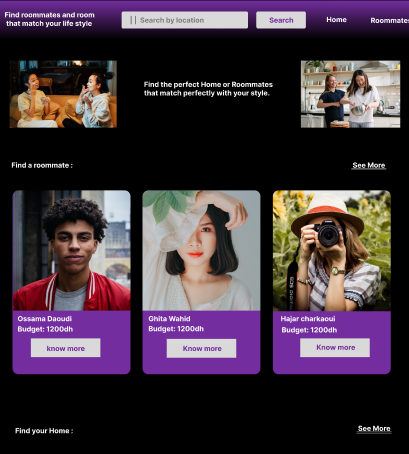 Find roommates and room
that match your life style
Search by location
Search
Home
Roommates
Find the perfect Home or Roommates
that match perfectly with your style.
Find a roommate :
See More
Ossama Daoudi
Budget: 1200dh
know more
Ghita Wahid
Budget: 1200dh
Know more
Hajar charkaoui
Budget: 1200dh
Know more
Find your Home :
See More